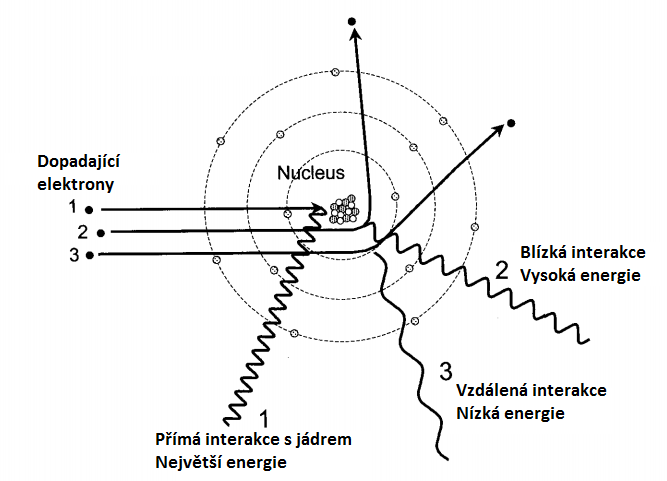 Nucleus
Dopadající
elektrony
1
2
3
Blízká interakce
2 Vysoká energie
3 Vzdálená interakce
Nízká energie
1
Přímá interakce s jádrem
Největší energie